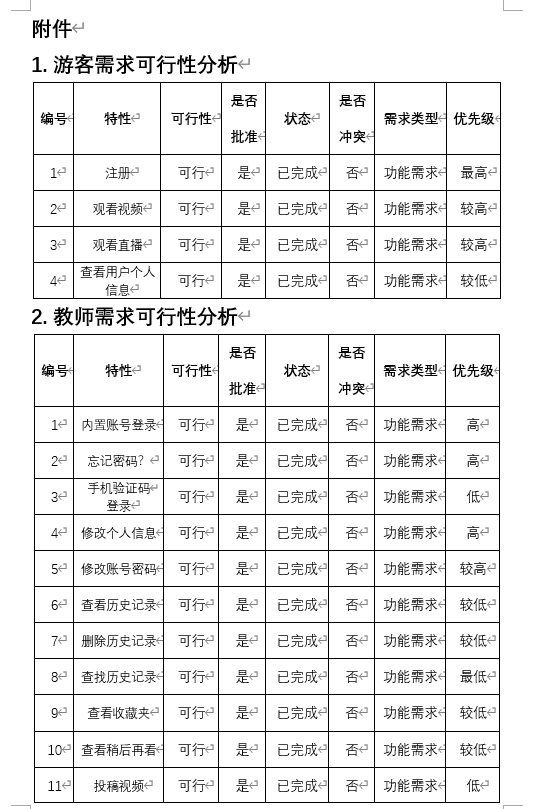 附件
1. 游客需求可行性分析
编号 特性 可行性 是否批准 状态 是否冲突 需求类型 优先级
1 注册 可行 是 已完成 否 功能需求 最高
2 观看视频 可行 是 已完成 否 功能需求 较高
3 观看直播 可行 是 已完成 否 功能需求 较高
4 查看用户个人信息 可行 是 已完成 否 功能需求 较低
2. 教师需求可行性分析
编号 特性 可行性 是否批准 状态 是否冲突 需求类型 优先级
1 内置账号登录 可行 是 已完成 否 功能需求 高
2 忘记密码？ 可行 是 已完成 否 功能需求 高
3 手机验证码登录 可行 是 已完成 否 功能需求 低
4 修改个人信息 可行 是 已完成 否 功能需求 高
5 修改账号密码 可行 是 已完成 否 功能需求 较高
6 查看历史记录 可行 是 已完成 否 功能需求 较低
7 删除历史记录 可行 是 已完成 否 功能需求 较低
8 查找历史记录 可行 是 已完成 否 功能需求 最低
9 查看收藏夹 可行 是 已完成 否 功能需求 较低
10 查看稍后再看 可行 是 已完成 否 功能需求 较低
11 投稿视频 可行 是 已完成 否 功能需求 低